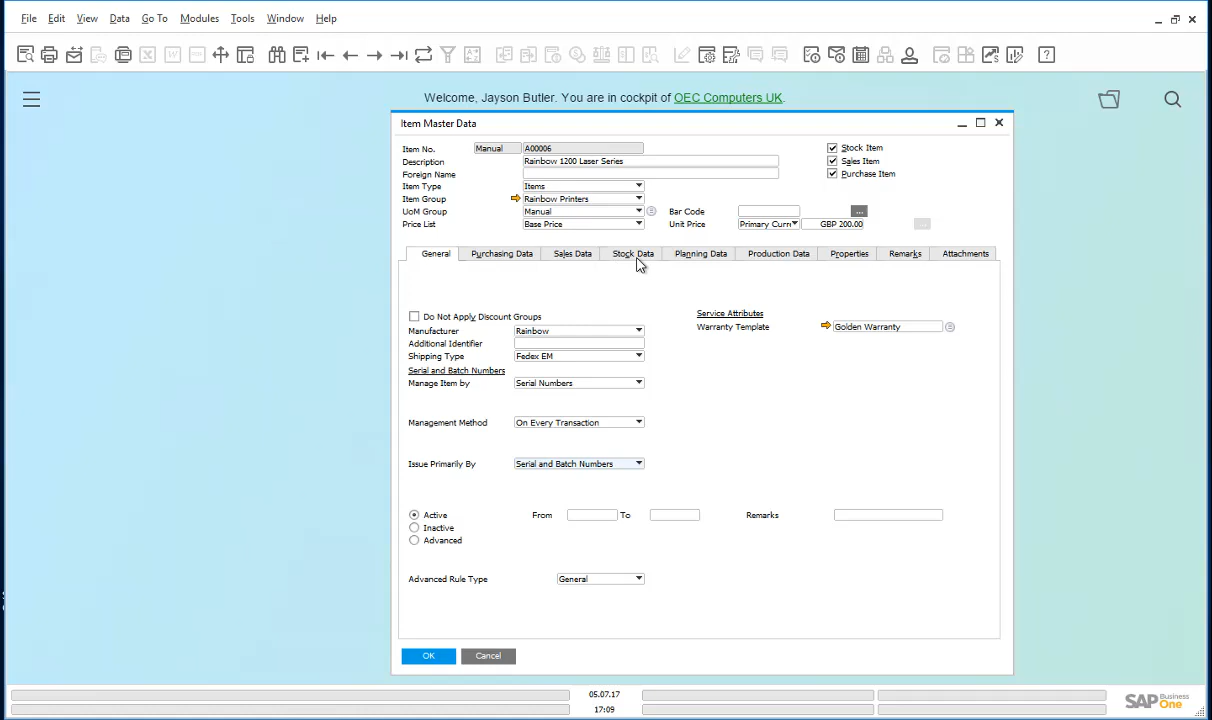 File Edit View Data Go To Modules Tools Window Help
Welcome, Jayson Butler. You are in cockpit of OEC Computers UK.
Item Master Data
Item No. Manual A00006 Stock Item
Description Rainbow 1200 Laser Series Sales Item
Foreign Name Purchase Item
Item Type Items
Item Group Rainbow Printers
UoM Group Manual Bar Code ...
Price List Base Price Unit Price Primary Curr GBP 200.00 ...
General Purchasing Data Sales Data Stock Data Planning Data Production Data Properties Remarks Attachments
Do Not Apply Discount Groups Service Attributes
Manufacturer Rainbow Warranty Template Golden Warranty
Additional Identifier
Shipping Type Fedex EM
Serial and Batch Numbers
Manage Item by Serial Numbers
Management Method On Every Transaction
Issue Primarily By Serial and Batch Numbers
Active From To Remarks
Inactive
Advanced
Advanced Rule Type General
OK Cancel
05.07.17
17:09
SAP Business One